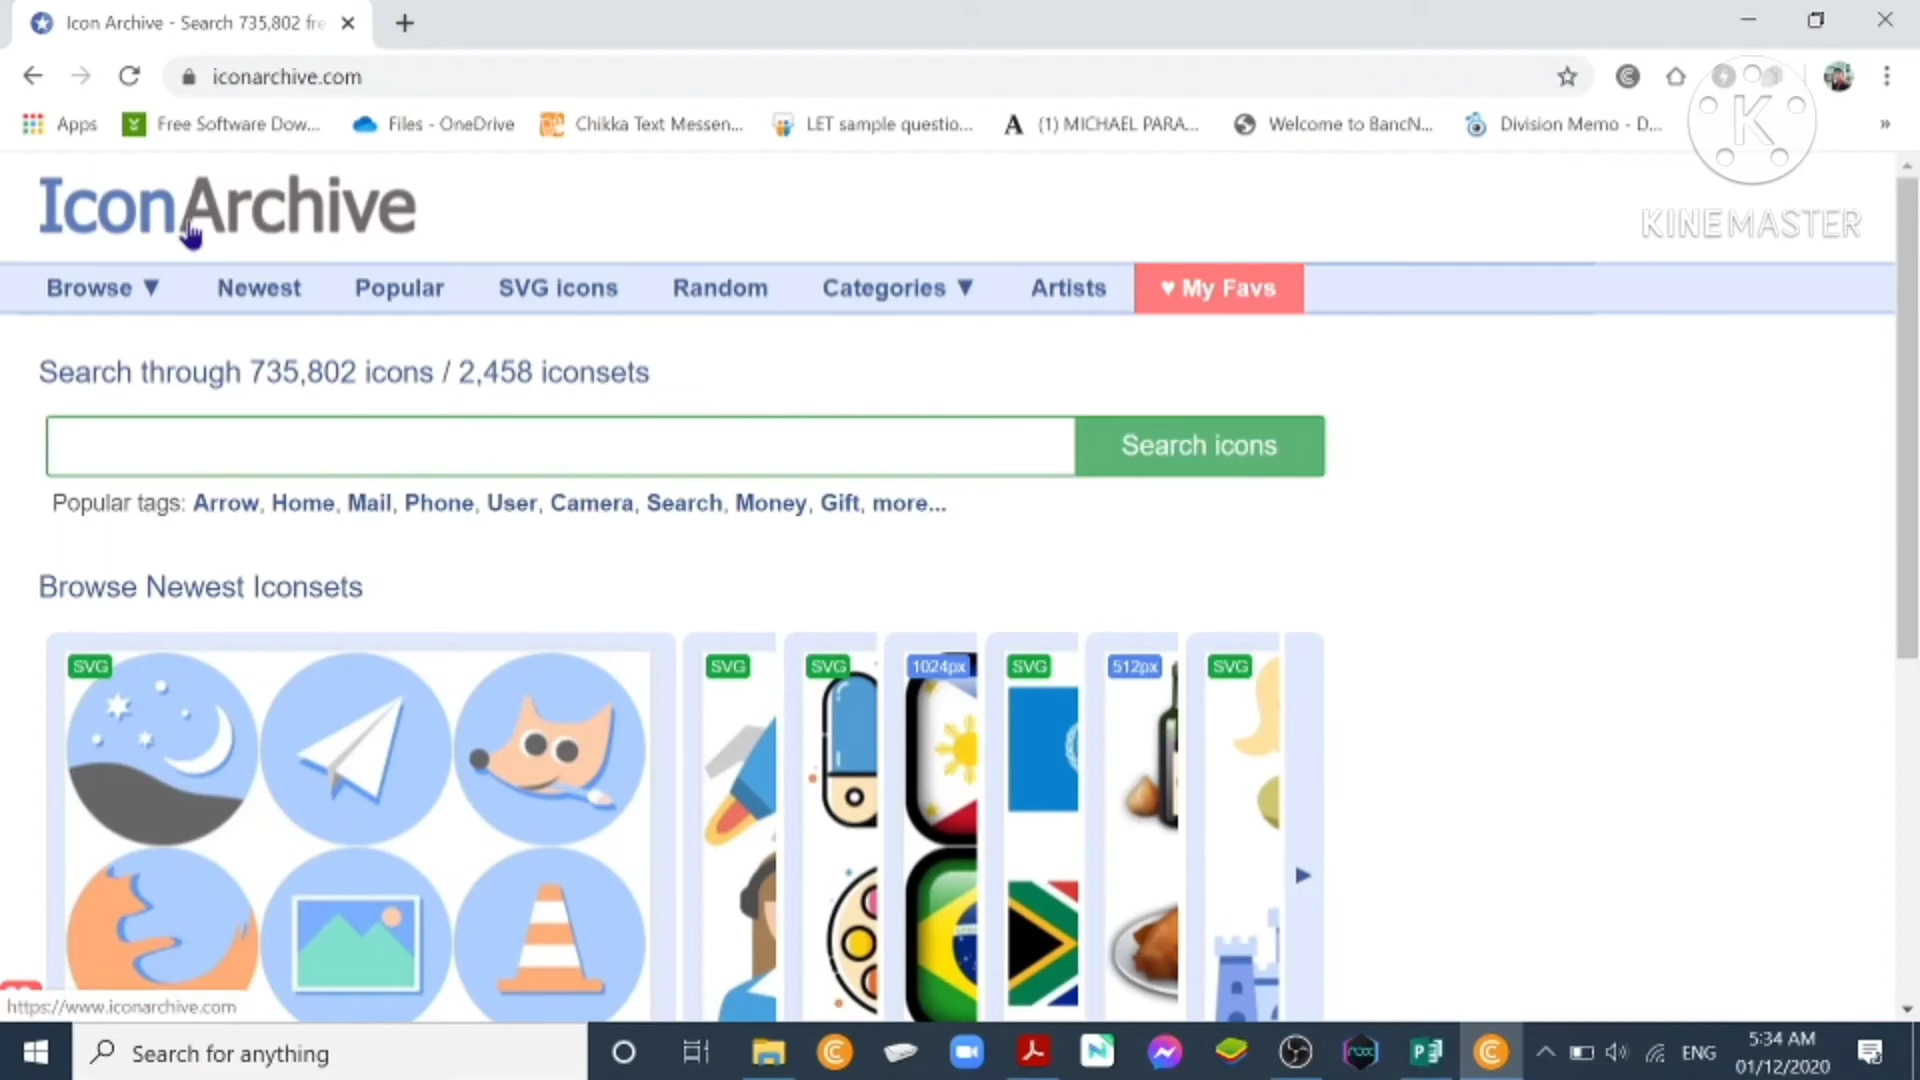 Icon Archive - Search 735,802 fre
iconarchive.com
Apps
Free Software Dow...
Files - OneDrive
Chikka Text Messen...
LET sample questio...
(1) MICHAEL PARA...
Welcome to BancN...
Division Memo - D...
»
K
KINEMASTER
IconArchive
Browse ▼
Newest
Popular
SVG icons
Random
Categories ▼
Artists
♥ My Favs
Search through 735,802 icons / 2,458 iconsets
Search icons
Popular tags: Arrow, Home, Mail, Phone, User, Camera, Search, Money, Gift, more...
Browse Newest Iconsets
SVG
SVG
SVG
1024px
SVG
512px
SVG
https://www.iconarchive.com
Search for anything
ENG
5:34 AM
01/12/2020